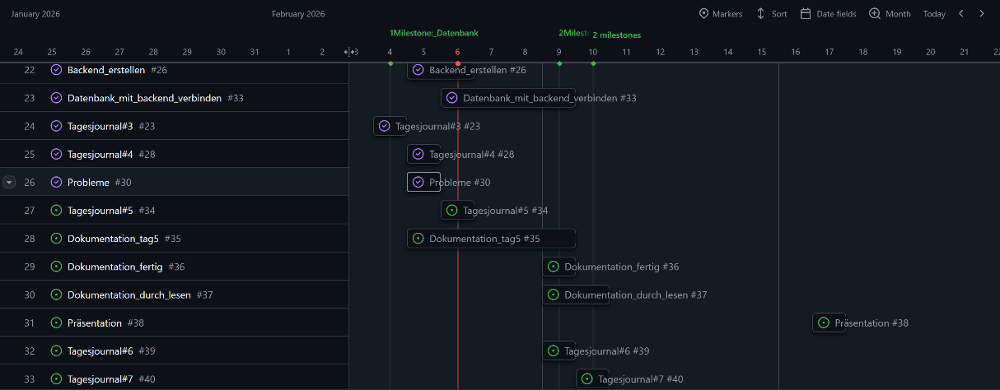 January 2026 February 2026 Markers Sort Date fields Month Today
1Milestone:_Datenbank 2Milest 2 milestones
24 25 26 27 28 29 30 31 1 2 3 4 5 6 7 8 9 10 11 12 13 14 15 16 17 18 19 20 21 22
22 Backend_erstellen #26 Backend_erstellen #26
23 Datenbank_mit_backend_verbinden #33 Datenbank_mit_backend_verbinden #33
24 Tagesjournal#3 #23 Tagesjournal#3 #23
25 Tagesjournal#4 #28 Tagesjournal#4 #28
26 Probleme #30 Probleme #30
27 Tagesjournal#5 #34 Tagesjournal#5 #34
28 Dokumentation_tag5 #35 Dokumentation_tag5 #35
29 Dokumentation_fertig #36 Dokumentation_fertig #36
30 Dokumentation_durch_lesen #37 Dokumentation_durch_lesen #37
31 Präsentation #38 Präsentation #38
32 Tagesjournal#6 #39 Tagesjournal#6 #39
33 Tagesjournal#7 #40 Tagesjournal#7 #40